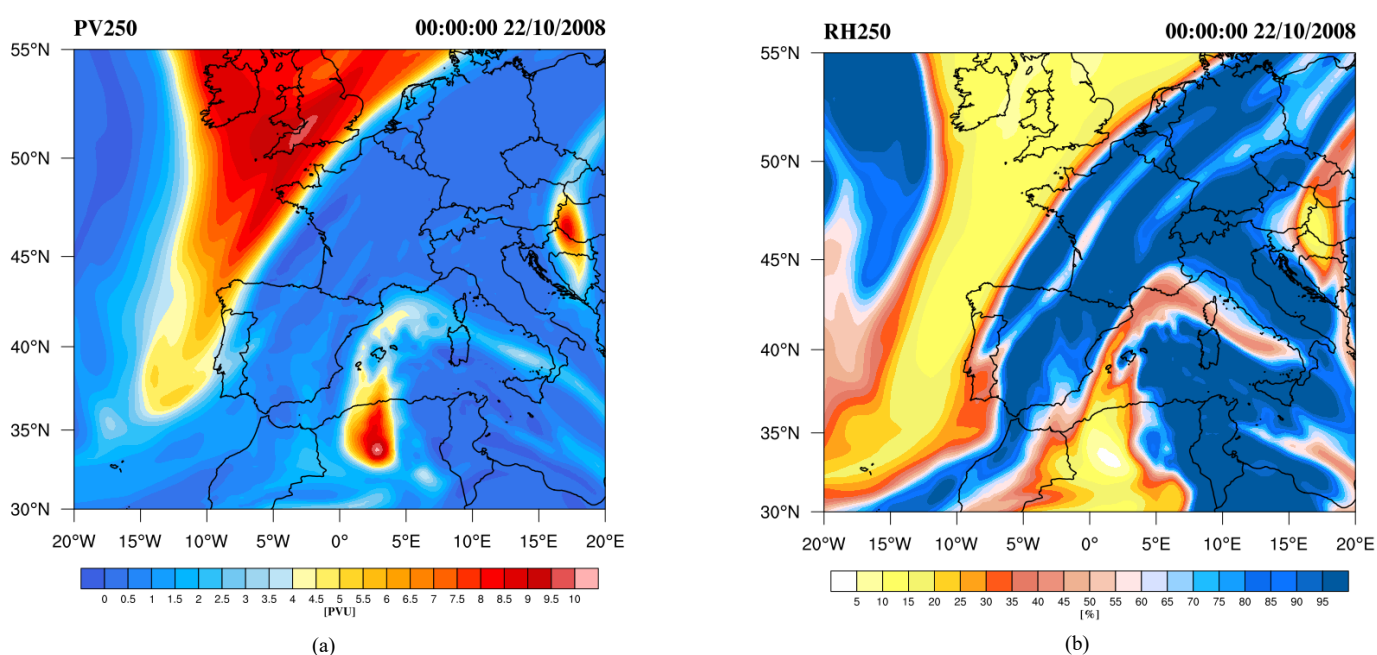 PV250 00:00:00 22/10/2008
55°N
50°N
45°N
40°N
35°N
30°N
20°W 15°W 10°W 5°W 0° 5°E 10°E 15°E 20°E
0 0.5 1 1.5 2 2.5 3 3.5 4 4.5 5 5.5 6 6.5 7 7.5 8 8.5 9 9.5 10
[PVU]
(a)
RH250 00:00:00 22/10/2008
55°N
50°N
45°N
40°N
35°N
30°N
20°W 15°W 10°W 5°W 0° 5°E 10°E 15°E 20°E
5 10 15 20 25 30 35 40 45 50 55 60 65 70 75 80 85 90 95
[%]
(b)